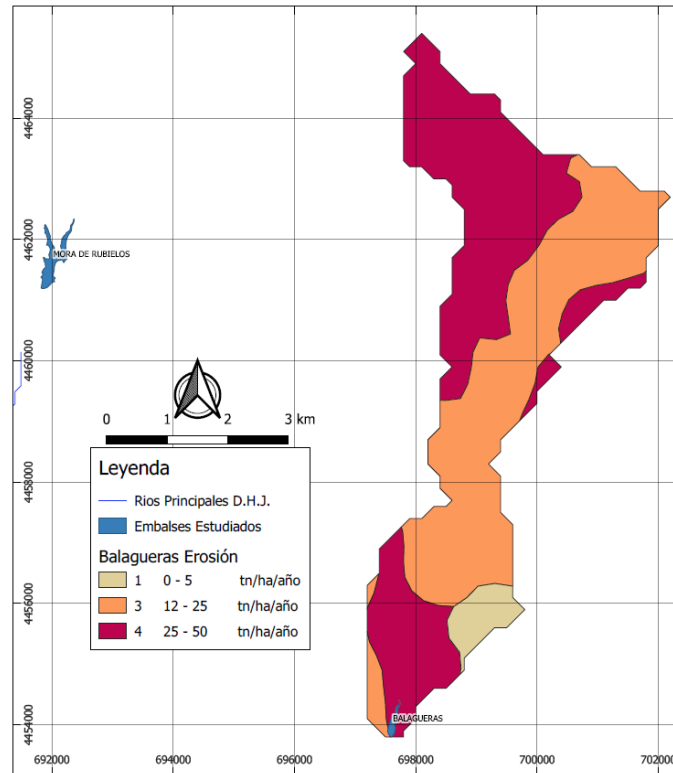 4464000
4462000
4460000
4458000
4456000
4454000
MORA DE RUBIELOS
0 1 2 3 km
Leyenda
Rios Principales D.H.J.
Embalses Estudiados
Balagueras Erosión
1 0 - 5 tn/ha/año
3 12 - 25 tn/ha/año
4 25 - 50 tn/ha/año
BALAGUERAS
692000 694000 696000 698000 700000 702000